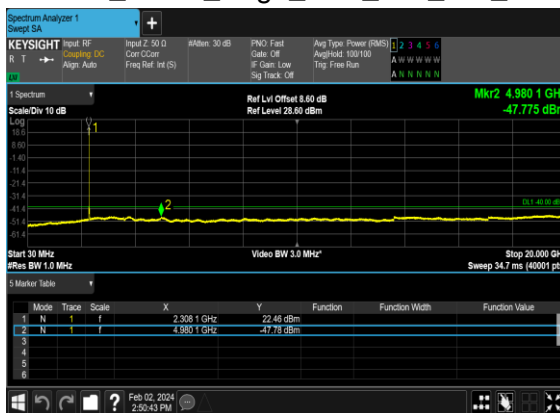 Spectrum Analyzer 1
Swept SA
KEYSIGHT
R T
Input: RF
Coupling: DC
Align: Auto
Input Z: 50 Ω
Corr CCorr
Freq Ref: Int (S)
#Atten: 30 dB
PNO: Fast
Gate: Off
IF Gain: Low
Sig Track: Off
Avg Type: Power (RMS)
Avg|Hold: 100/100
Trig: Free Run
1 2 3 4 5 6
A W W W W W
A N N N N N
1 Spectrum
Scale/Div 10 dB
Ref Lvl Offset 8.60 dB
Ref Level 28.60 dBm
Mkr2 4.980 1 GH
-47.775 dBr
Log
18.6
8.60
-1.40
-11.4
-21.4
-31.4
-41.4
-51.4
-61.4
1
2
DL1 -40.00 dB
Start 30 MHz
#Res BW 1.0 MHz
Video BW 3.0 MHz*
Stop 20.000 GH
Sweep 34.7 ms (40001 pt
5 Marker Table
Mode Trace Scale X Y Function Function Width Function Value
1 N 1 f 2.308 1 GHz 22.46 dBm
2 N 1 f 4.980 1 GHz -47.78 dBm
3
4
5
6
?
Feb 02, 2024
2:50:43 PM